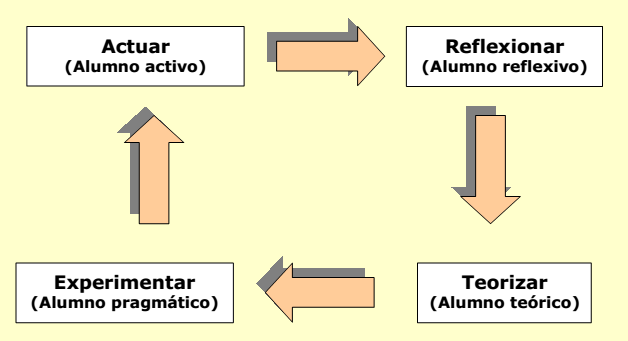 Actuar
(Alumno activo)
Reflexionar
(Alumno reflexivo)
Experimentar
(Alumno pragmático)
Teorizar
(Alumno teórico)